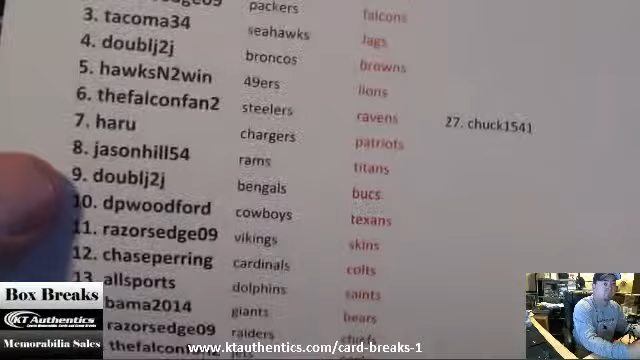 packers falcons
3. tacoma34 seahawks Jags
4. doublj2j broncos browns
5. hawksN2win 49ers lions
6. thefalconfan2 steelers ravens 27. chuck1541
7. haru chargers patriots
8. jasonhill54 rams titans
9. doublj2j bengals bucs
10. dpwoodford cowboys texans
11. razorsedge09 vikings skins
12. chaseperring cardinals colts
13. allsports dolphins saints
bama2014 giants bears
razorsedge09 raiders
thefalconfan2
Box Breaks
KT Authentics
Memorabilia Sales
www.ktauthentics.com/card-breaks-1